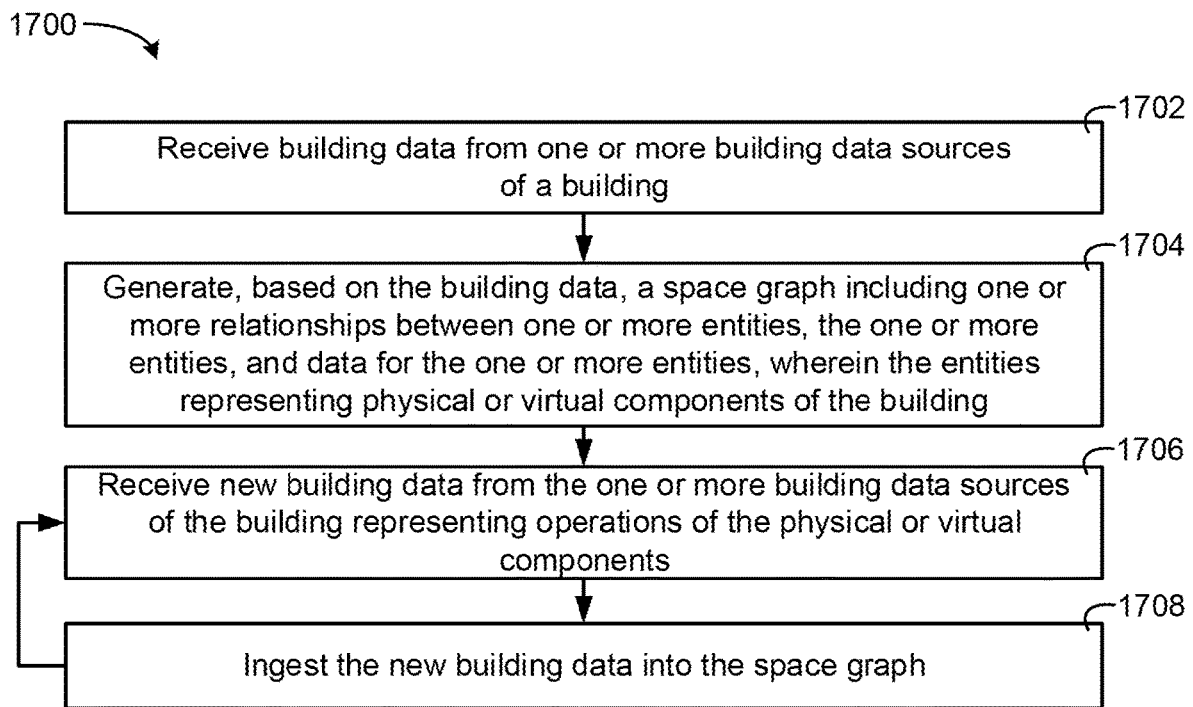 1700
1702
Receive building data from one or more building data sources
of a building
1704
Generate, based on the building data, a space graph including one or
more relationships between one or more entities, the one or more
entities, and data for the one or more entities, wherein the entities
representing physical or virtual components of the building
1706
Receive new building data from the one or more building data sources
of the building representing operations of the physical or virtual
components
1708
Ingest the new building data into the space graph